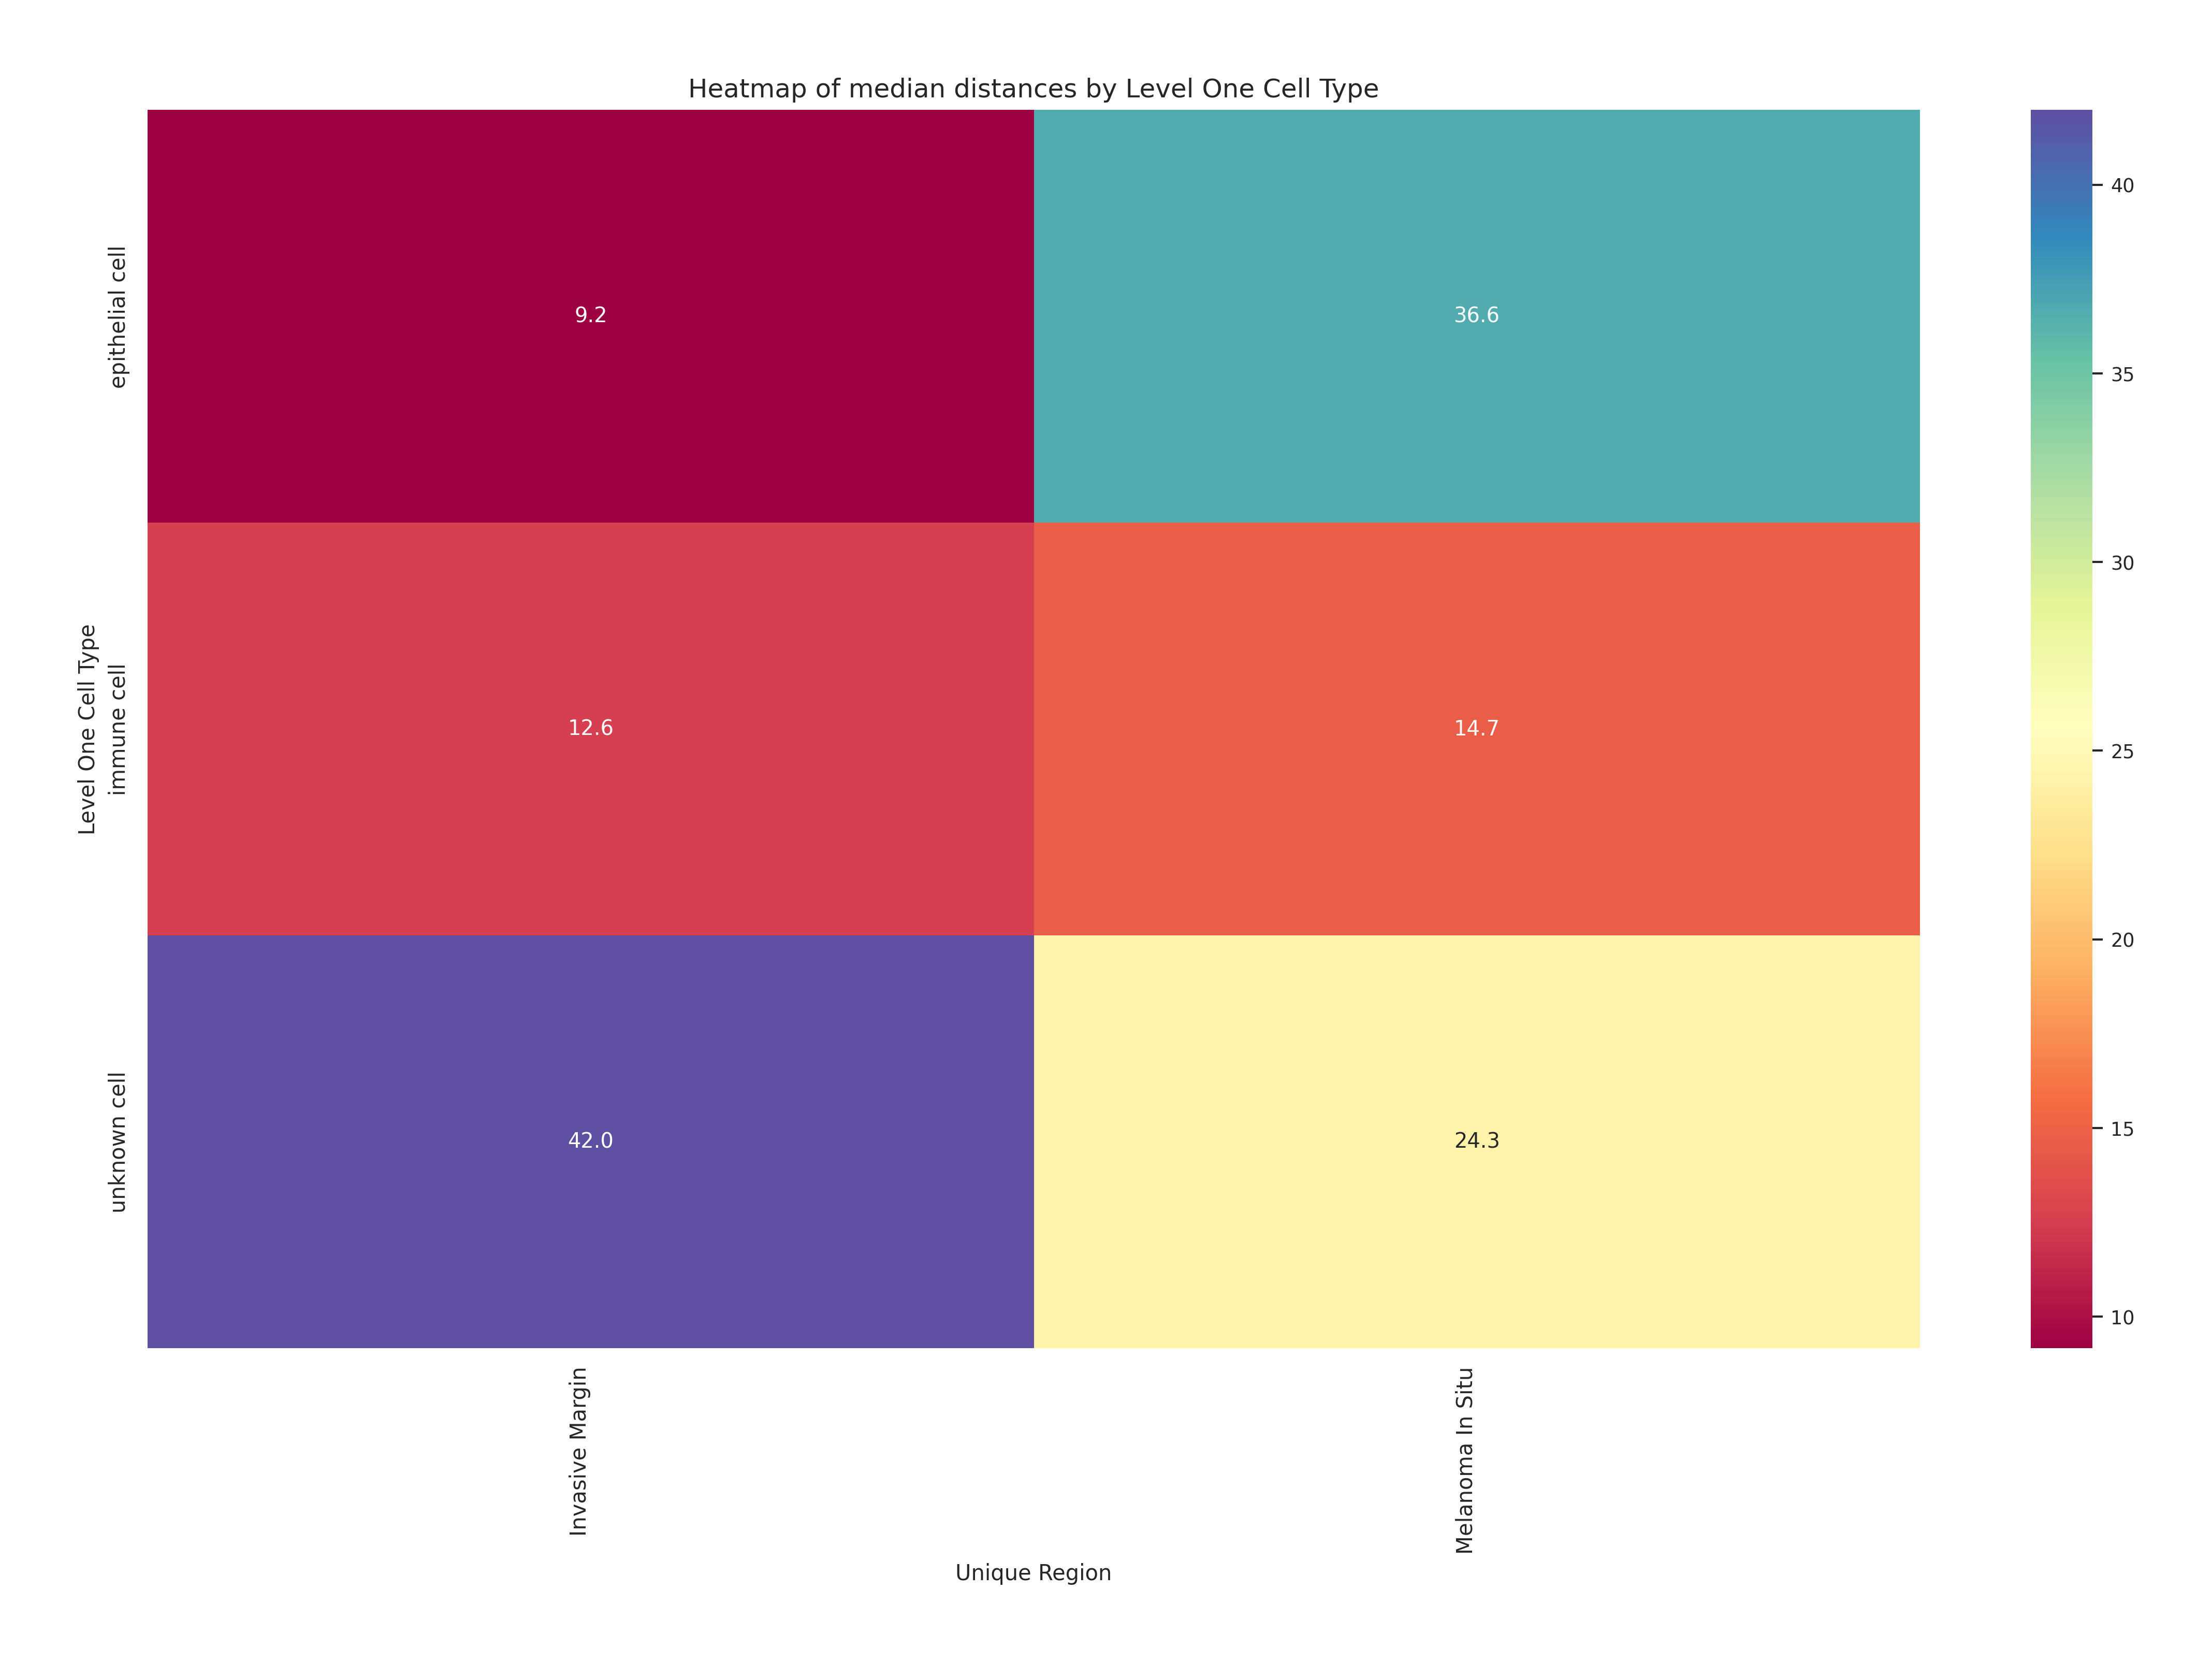 Heatmap of median distances by Level One Cell Type
Level One Cell Type
epithelial cell
9.2
36.6
immune cell
12.6
14.7
unknown cell
42.0
24.3
Invasive Margin
Melanoma In Situ
Unique Region
40
35
30
25
20
15
10